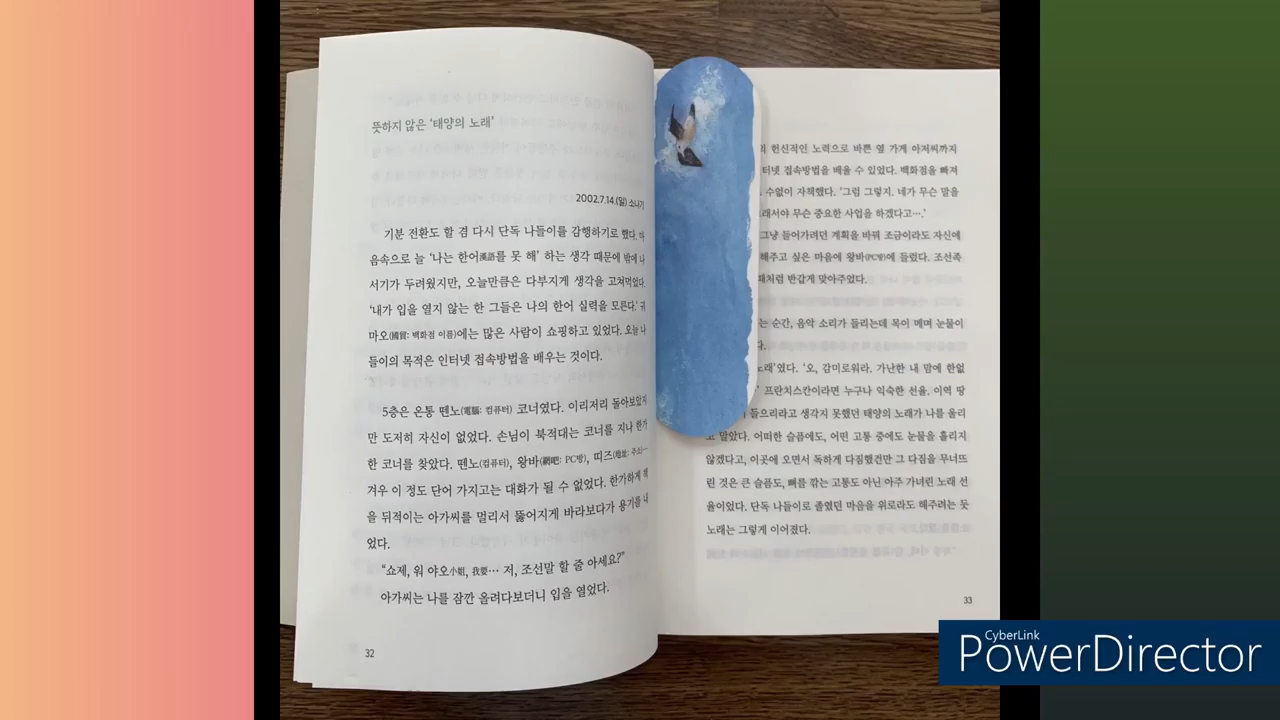 뜻하지 않은 ‘태양의 노래’
2002.7.14.(일) 소나기
기분 전환도 할 겸 다시 단독 나들이를 감행하기로 했다. 마
음속으로 늘 ‘나는 한어漢語를 못 해’ 하는 생각 때문에 밖에 나
서기가 두려웠지만, 오늘만큼은 다부지게 생각을 고쳐먹었다.
‘내가 입을 열지 않는 한 그들은 나의 한어 실력을 모른다.’ 귀
마오(國貿: 백화점 이름)에는 많은 사람이 쇼핑하고 있었다. 오늘 나
들이의 목적은 인터넷 접속방법을 배우는 것이다.
5층은 온통 뗀노(電腦: 컴퓨터) 코너였다. 이리저리 돌아보았지
만 도저히 자신이 없었다. 손님이 북적대는 코너를 지나 한가
한 코너를 찾았다. 뗀노(컴퓨터), 왕바(網吧: PC방), 띠즈(地址: 주소)…
겨우 이 정도 단어 가지고는 대화가 될 수 없었다. 한가하게 책
을 뒤적이는 아가씨를 멀리서 뚫어지게 바라보다가 용기를 내
었다.
“쇼제, 워 야오小姐, 我要… 저, 조선말 할 줄 아세요?”
아가씨는 나를 잠깐 올려다보더니 입을 열었다.
32
헌신적인 노력으로 바쁜 옆 가게 아저씨까지
터넷 접속방법을 배울 수 있었다. 백화점을 빠져
수없이 자책했다. ‘그럼 그렇지. 네가 무슨 말을
래서야 무슨 중요한 사업을 하겠다고….’
그냥 들어가려던 계획을 바꿔 조금이라도 자신에
해주고 싶은 마음에 왕바(PC방)에 들렀다. 조선족
때처럼 반갑게 맞아주었다.
는 순간, 음악 소리가 들리는데 목이 메며 눈물이
다.
노래’였다. ‘오, 감미로워라. 가난한 내 맘에 한없
’ 프란치스칸이라면 누구나 익숙한 선율. 이역 땅
들으리라고 생각지 못했던 태양의 노래가 나를 울리
고 말았다. 어떠한 슬픔에도, 어떤 고통 중에도 눈물을 흘리지
않겠다고, 이곳에 오면서 독하게 다짐했건만 그 다짐을 무너뜨
린 것은 큰 슬픔도, 뼈를 깎는 고통도 아닌 아주 가녀린 노래 선
율이었다. 단독 나들이로 졸였던 마음을 위로라도 해주려는 듯
노래는 그렇게 이어졌다.
33
CyberLink
PowerDirector